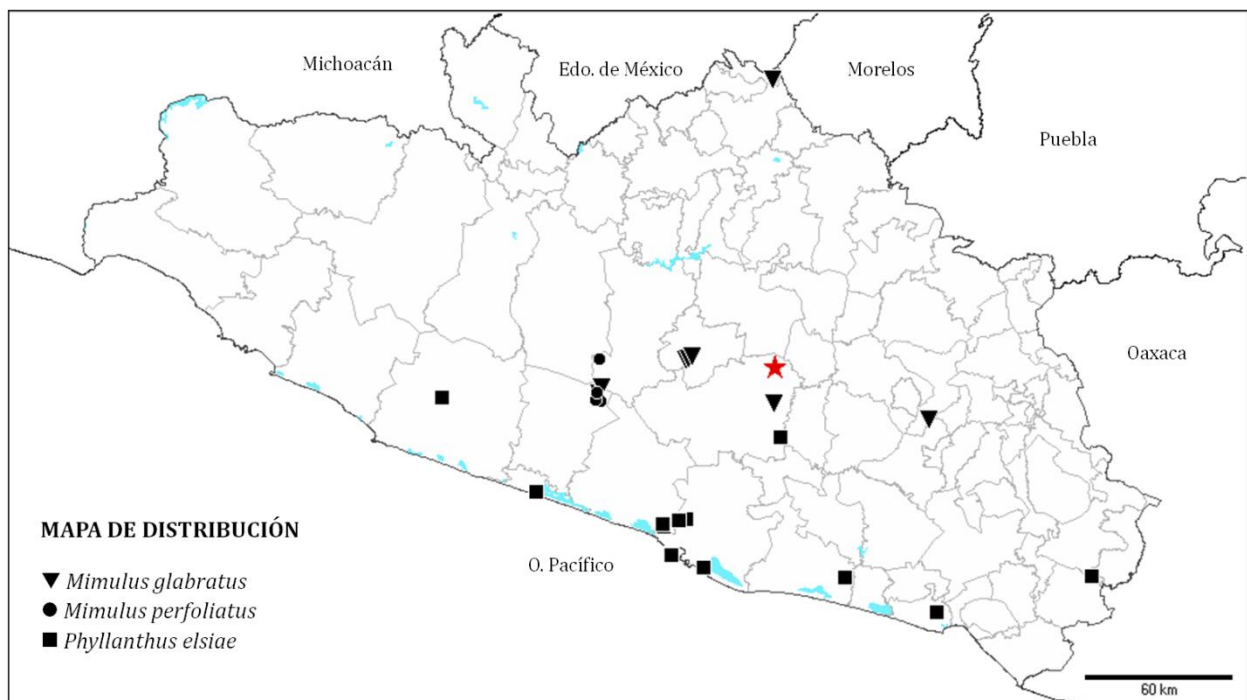 Michoacán
Edo. de México
Morelos
Puebla
Oaxaca
O. Pacífico
MAPA DE DISTRIBUCIÓN
Mimulus glabratus
Mimulus perfoliatus
Phyllanthus elsiae
60 km